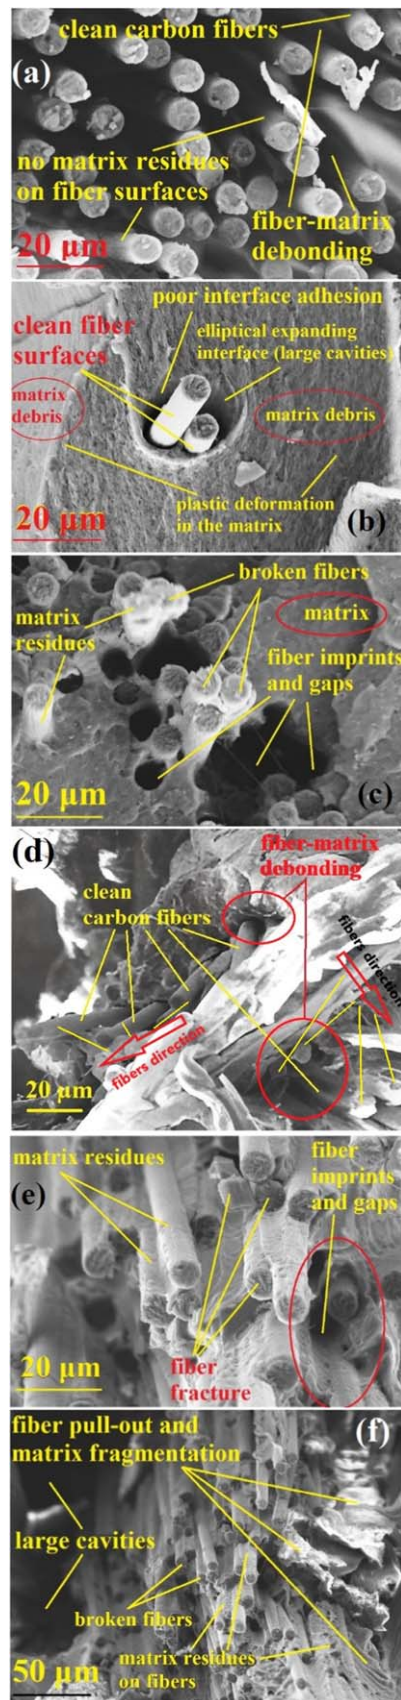 clean carbon fibers
(a)
no matrix residues
on fiber surfaces
fiber-matrix
debonding
20 µm
poor interface adhesion
clean fiber
surfaces
elliptical expanding
interface (large cavities)
matrix
debris
matrix debris
plastic deformation
in the matrix
20 µm
(b)
broken fibers
matrix
matrix
residues
fiber imprints
and gaps
20 µm
(c)
(d)
fiber-matrix
debonding
clean
carbon fibers
fibers direction
fibers direction
20 µm
matrix residues
fiber
imprints
and gaps
(e)
fiber
fracture
20 µm
fiber pull-out and
matrix fragmentation
(f)
large cavities
broken fibers
matrix residues
on fibers
50 µm